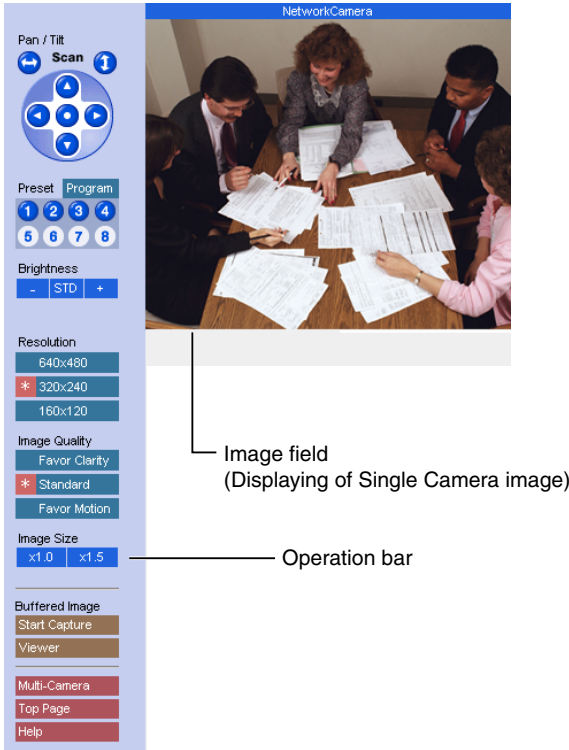 NetworkCamera
Pan / Tilt
Scan
Preset Program
1 2 3 4
5 6 7 8
Brightness
- STD +
Resolution
640x480
* 320x240
160x120
Image Quality
Favor Clarity
* Standard
Favor Motion
Image Size
x1.0 x1.5
Buffered Image
Start Capture
Viewer
Multi-Camera
Top Page
Help
Image field
(Displaying of Single Camera image)
Operation bar